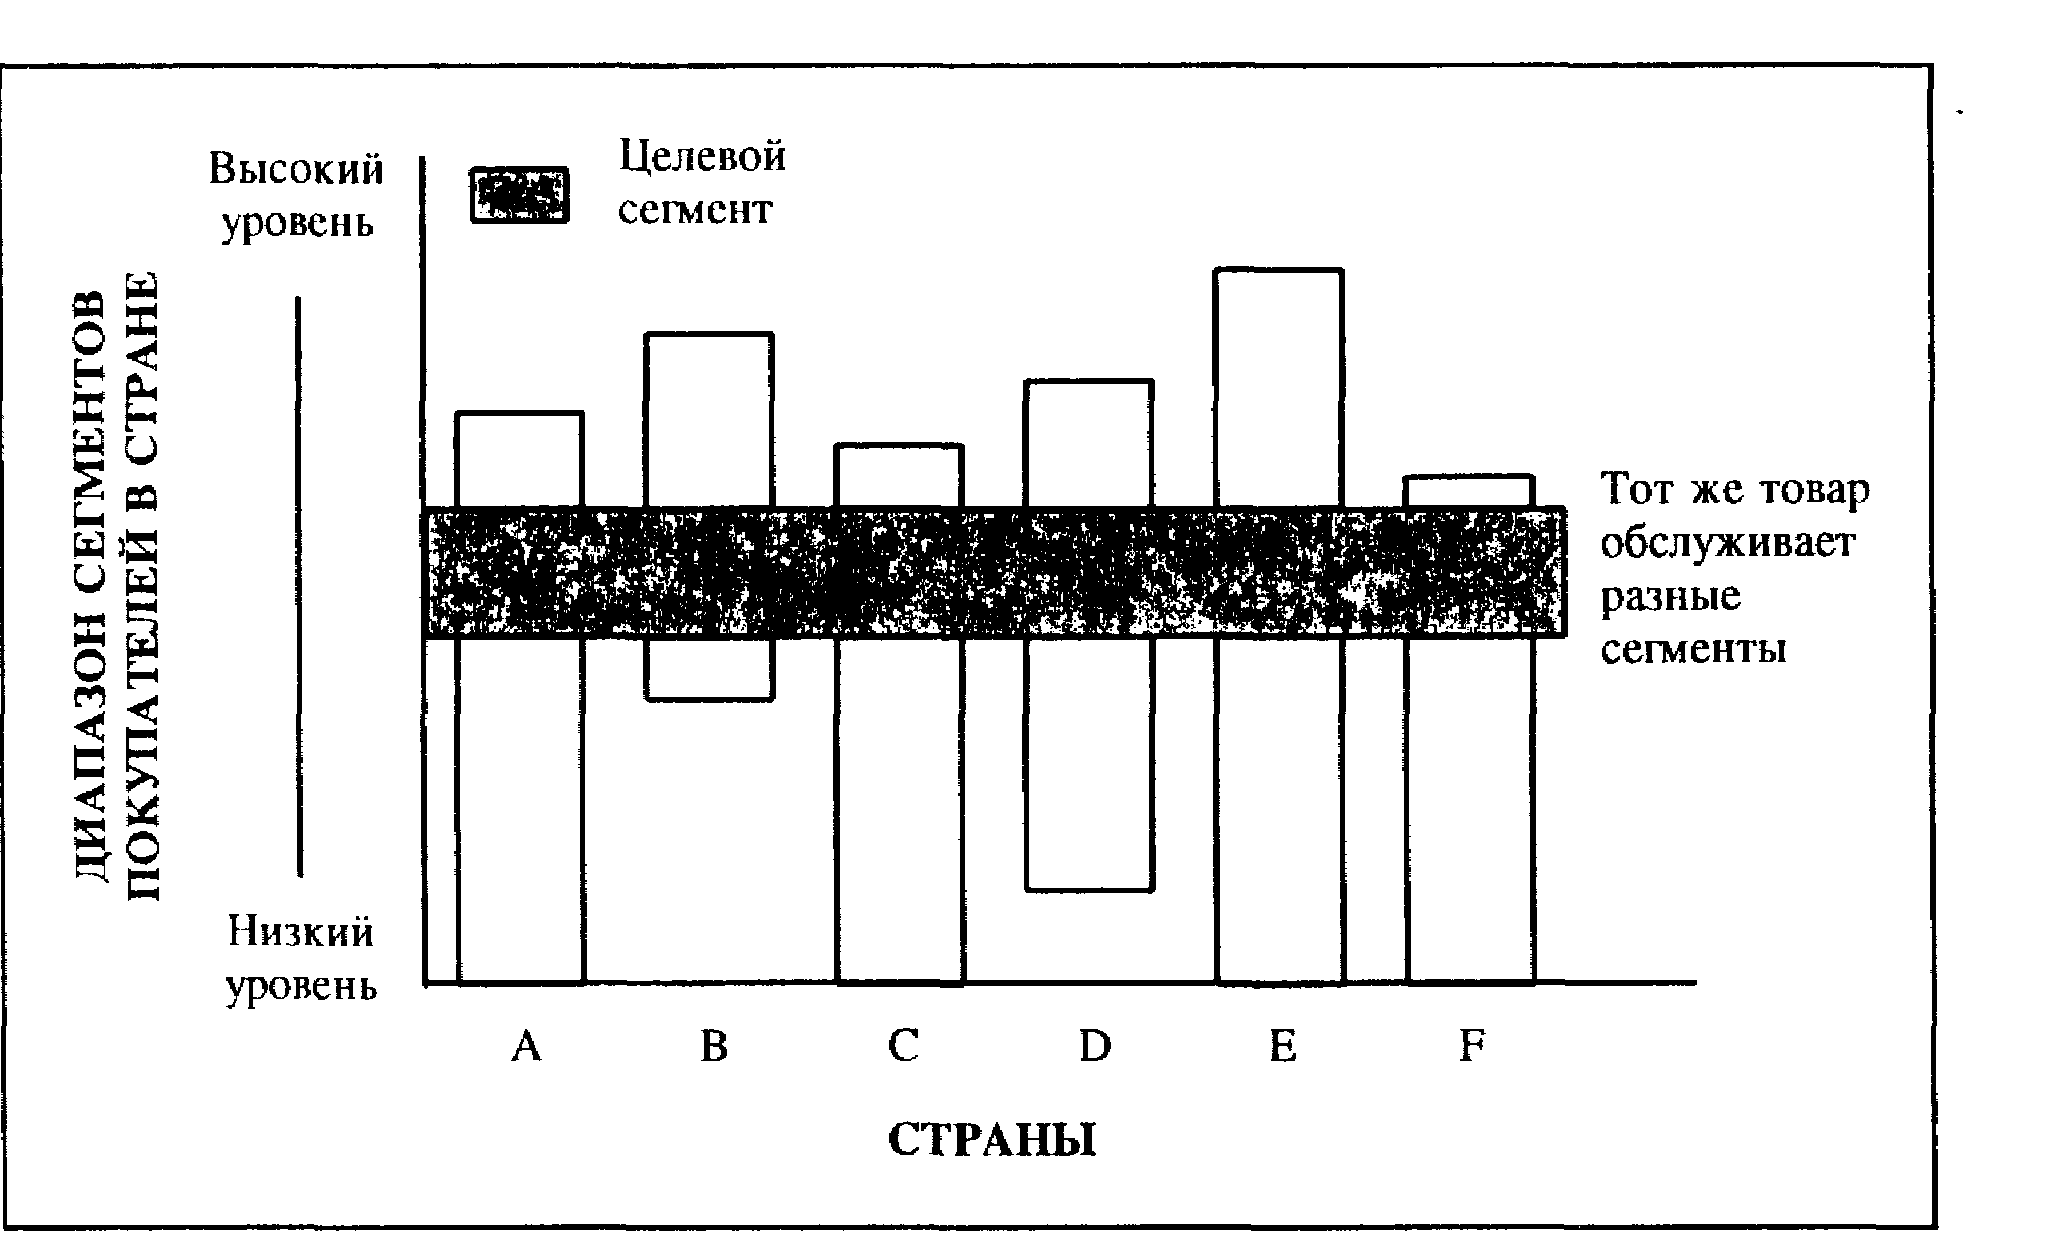 Высокий
уровень
Целевой
сегмент
ДИАПАЗОН СЕГМЕНТОВ
ПОКУПАТЕЛЕЙ В СТРАНЕ
Тот же товар
обслуживает
разные
сегменты
Низкий
уровень
A B C D E F
СТРАНЫ